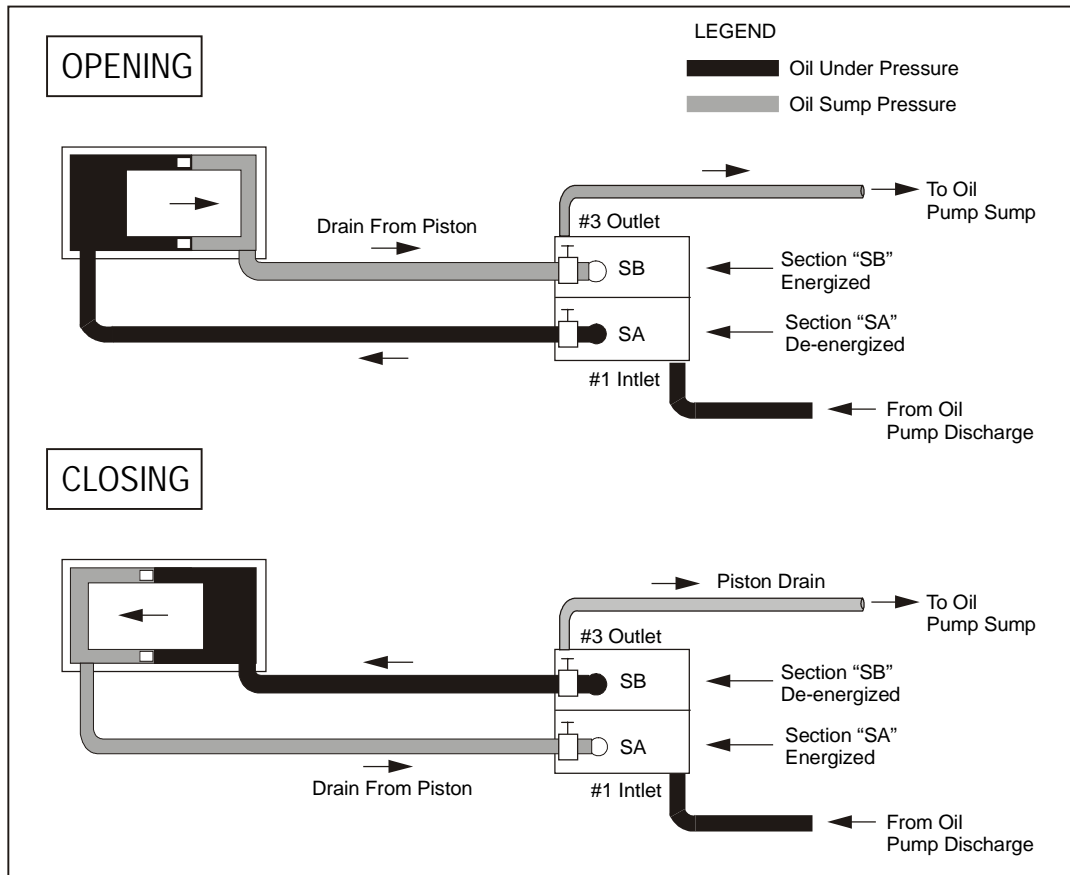 OPENING
LEGEND
Oil Under Pressure
Oil Sump Pressure
Drain From Piston
#3 Outlet
To Oil
Pump Sump
SB
Section “SB”
Energized
SA
Section “SA”
De-energized
#1 Intlet
From Oil
Pump Discharge
CLOSING
Piston Drain
To Oil
Pump Sump
#3 Outlet
SB
Section “SB”
De-energized
SA
Section “SA”
Energized
Drain From Piston
#1 Intlet
From Oil
Pump Discharge